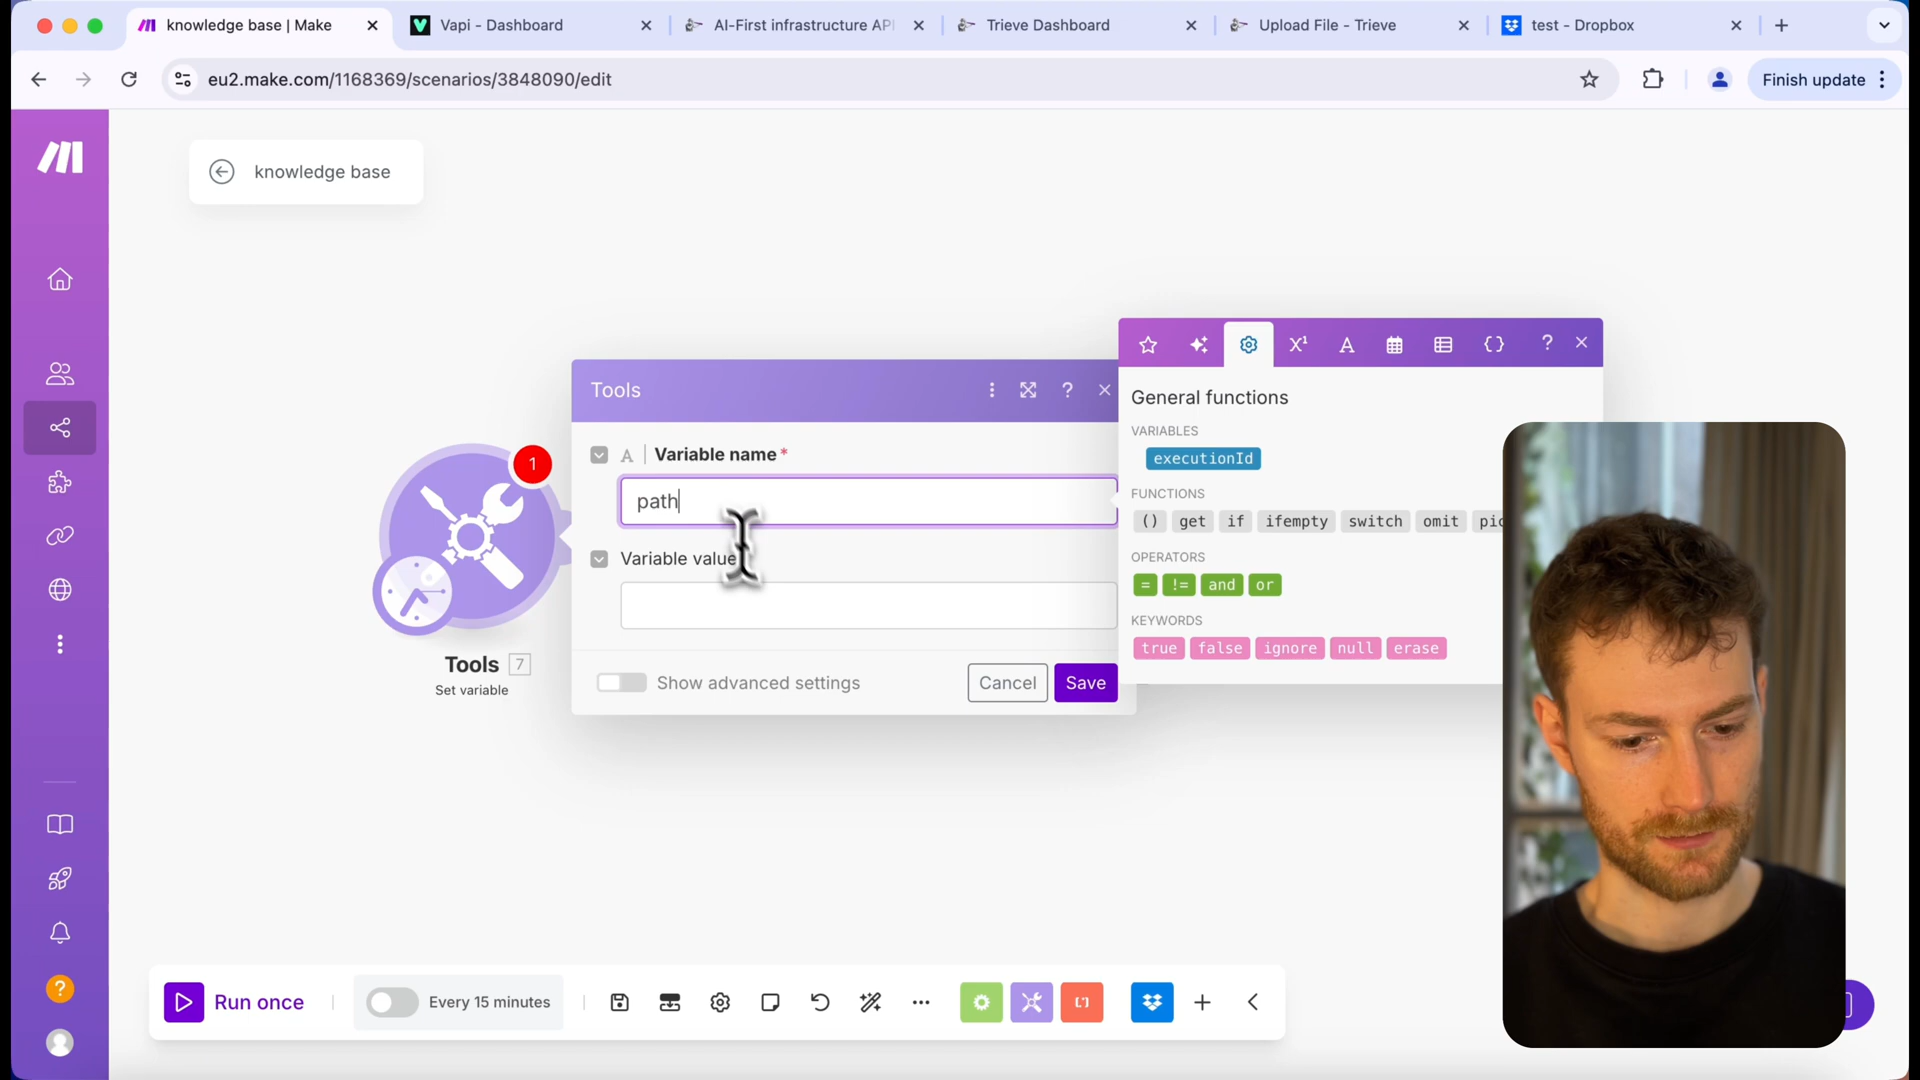 knowledge base | Make
Vapi - Dashboard
AI-First infrastructure API
Trieve Dashboard
Upload File - Trieve
test - Dropbox
eu2.make.com/1168369/scenarios/3848090/edit
Finish update
knowledge base
Tools
A | Variable name*
path
Variable value
Show advanced settings
Cancel
Save
1
Tools 7
Set variable
General functions
VARIABLES
executionId
FUNCTIONS
() get if ifempty switch omit pic
OPERATORS
= != and or
KEYWORDS
true false ignore null erase
Run once
Every 15 minutes